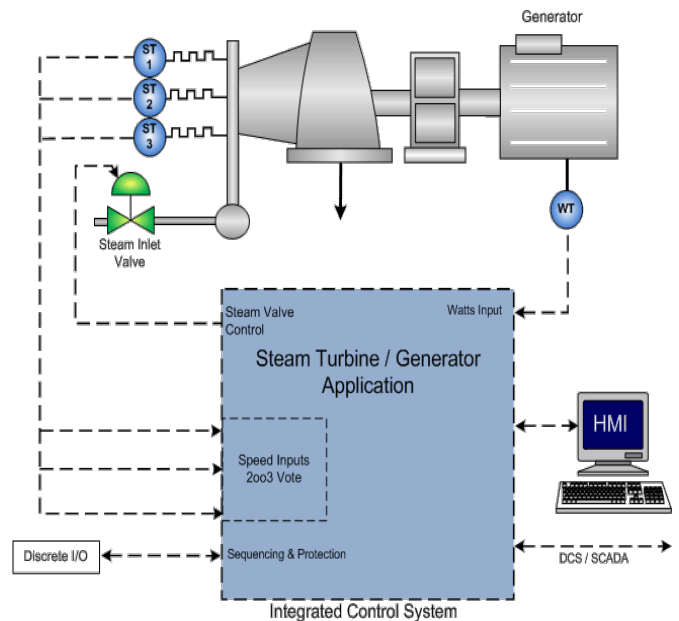 Generator
ST
1
ST
2
ST
3
WT
Steam Inlet
Valve
Steam Valve
Control
Watts Input
Steam Turbine / Generator
Application
HMI
Speed Inputs
2oo3 Vote
Discrete I/O
Sequencing & Protection
DCS / SCADA
Integrated Control System